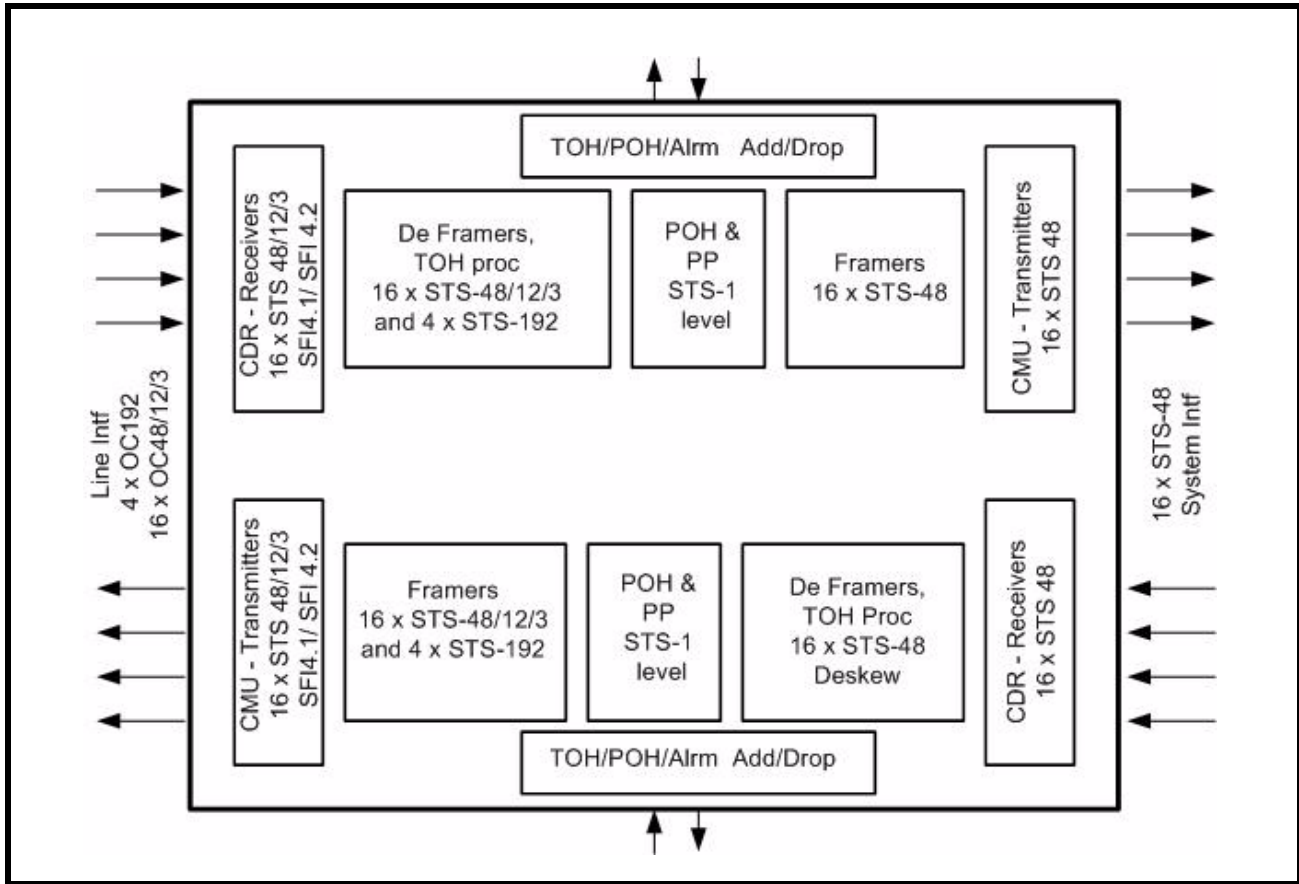 TOH/POH/Alrm Add/Drop
CDR - Receivers
16 x STS 48/12/3
SFI4.1/ SFI 4.2
De Framers,
TOH proc
16 x STS-48/12/3
and 4 x STS-192
POH &
PP
STS-1
level
Framers
16 x STS-48
CMU - Transmitters
16 x STS 48
Line Intf
4 x OC192
16 x OC48/12/3
16 x STS-48
System Intf
CMU - Transmitters
16 x STS 48/12/3
SFI4.1/ SFI 4.2
Framers
16 x STS-48/12/3
and 4 x STS-192
POH &
PP
STS-1
level
De Framers,
TOH Proc
16 x STS-48
Deskew
CDR - Receivers
16 x STS 48
TOH/POH/Alrm Add/Drop